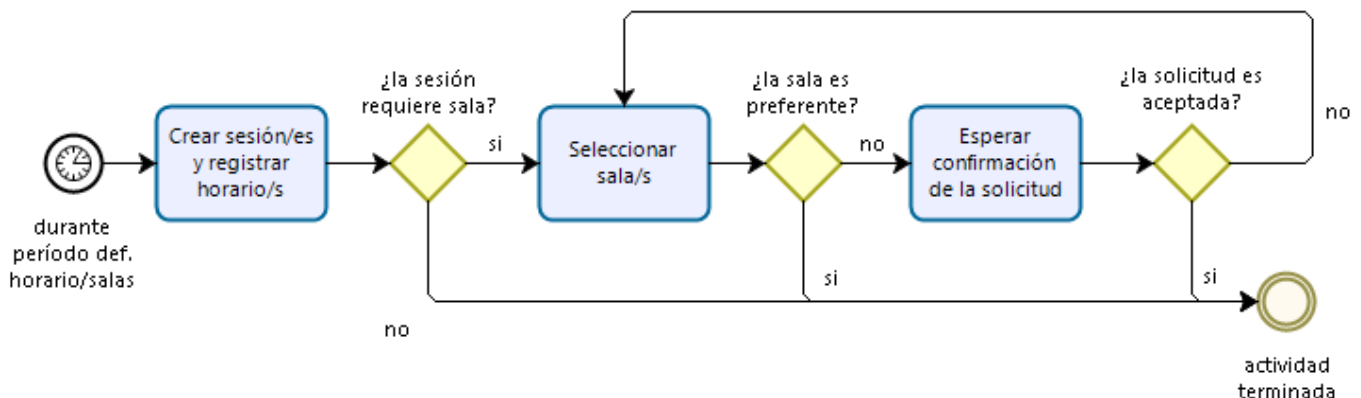 durante
período def.
horario/salas
Crear sesión/es
y registrar
horario/s
¿la sesión
requiere sala?
si
no
Seleccionar
sala/s
¿la sala es
preferente?
no
si
Esperar
confirmación
de la solicitud
¿la solicitud es
aceptada?
no
si
actividad
terminada